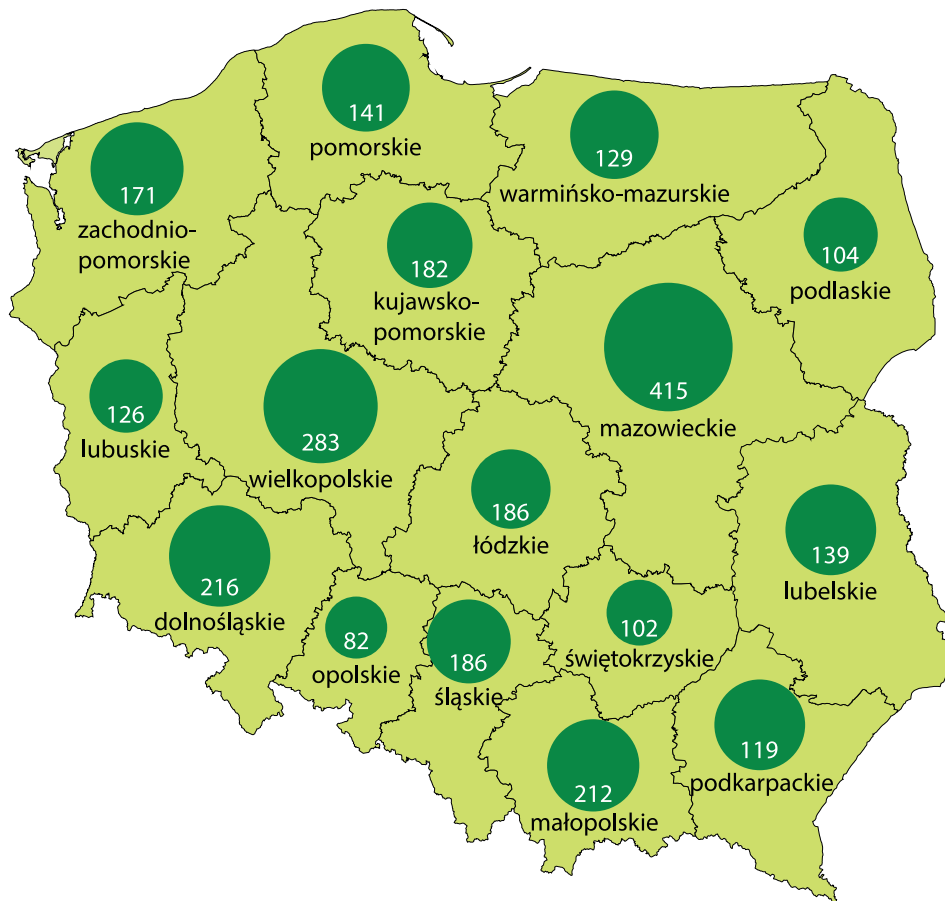 141
pomorskie
129
warmińsko-mazurskie
171
zachodnio-
pomorskie
104
podlaskie
182
kujawsko-
pomorskie
415
mazowieckie
126
lubuskie
283
wielkopolskie
186
łódzkie
139
lubelskie
216
dolnośląskie
82
opolskie
186
śląskie
102
świętokrzyskie
119
podkarpackie
212
małopolskie